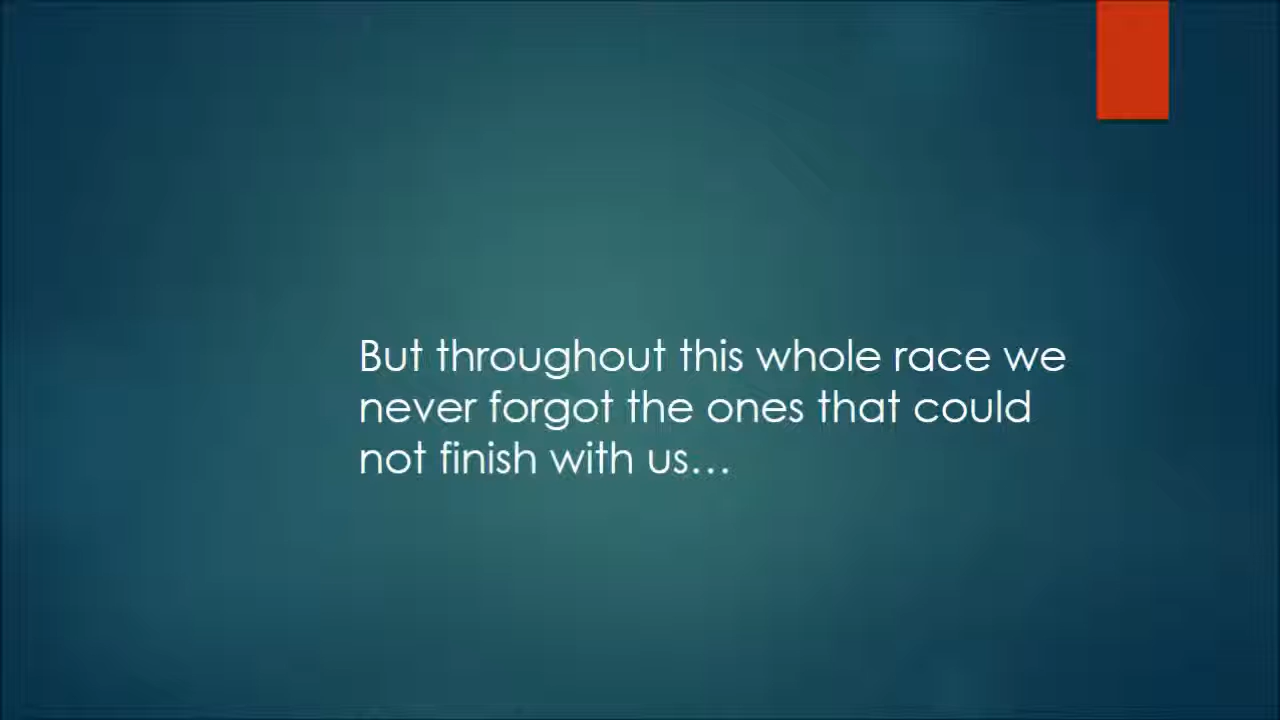 But throughout this whole race we
never forgot the ones that could
not finish with us…